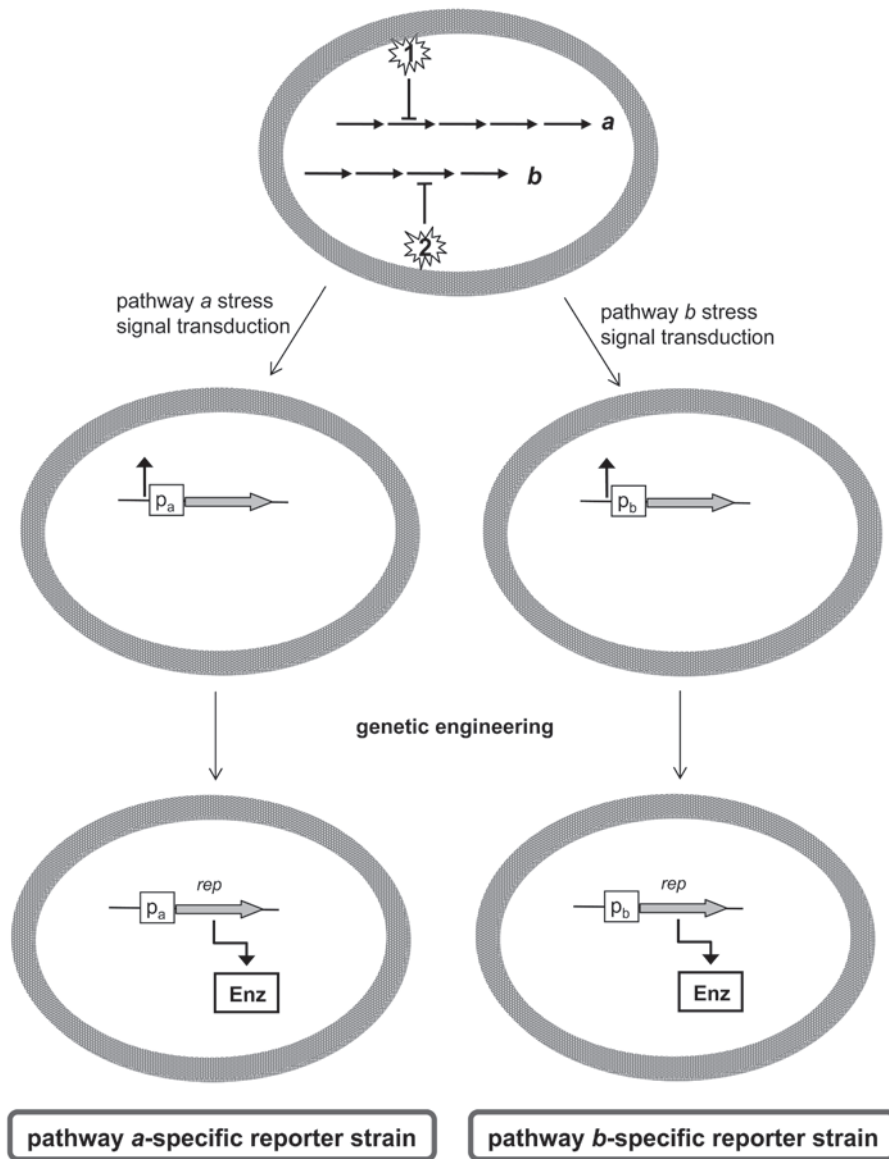 1
a
b
2
pathway a stress
signal transduction
pathway b stress
signal transduction
pa
pb
genetic engineering
rep
pa
Enz
rep
pb
Enz
pathway a-specific reporter strain
pathway b-specific reporter strain